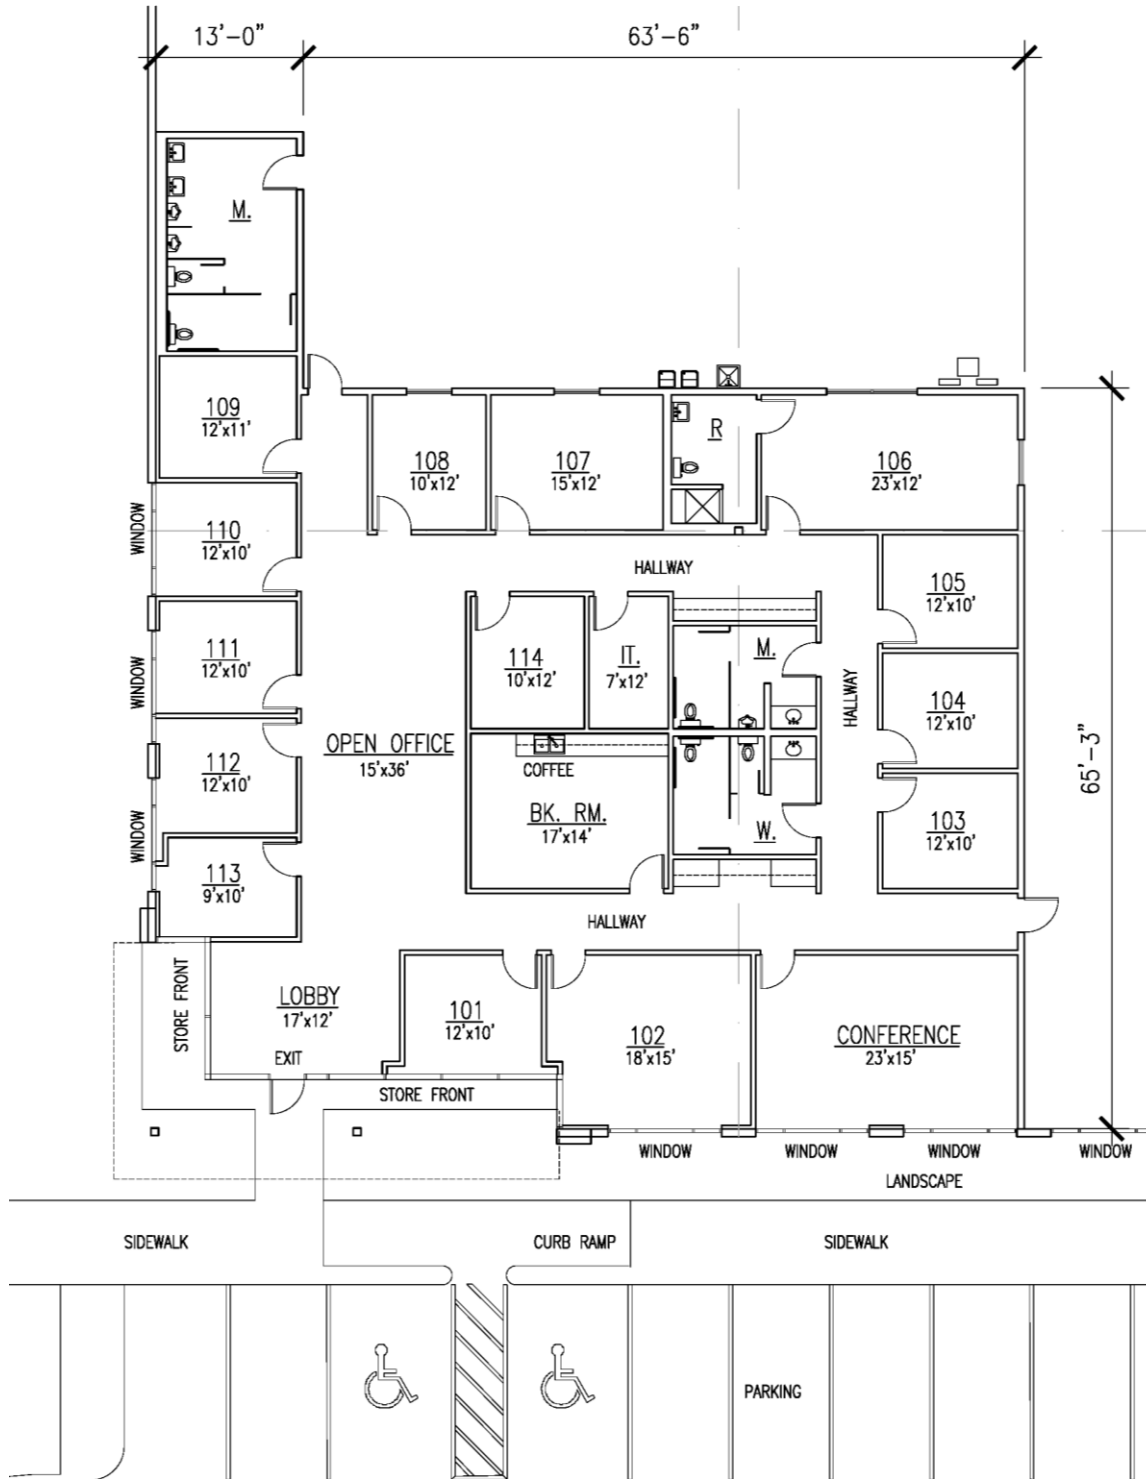 13'-0"
63'-6"
M.
109
12'x11'
108
10'x12'
107
15'x12'
R
106
23'x12'
WINDOW
110
12'x10'
HALLWAY
105
12'x10'
WINDOW
111
12'x10'
114
10'x12'
IT.
7'x12'
M.
HALLWAY
104
12'x10'
65'-3"
OPEN OFFICE
15'x36'
112
12'x10'
COFFEE
WINDOW
BK. RM.
17'x14'
W.
103
12'x10'
113
9'x10'
HALLWAY
STORE FRONT
LOBBY
17'x12'
101
12'x10'
102
18'x15'
CONFERENCE
23'x15'
EXIT
STORE FRONT
WINDOW
WINDOW
WINDOW
WINDOW
LANDSCAPE
SIDEWALK
CURB RAMP
SIDEWALK
PARKING